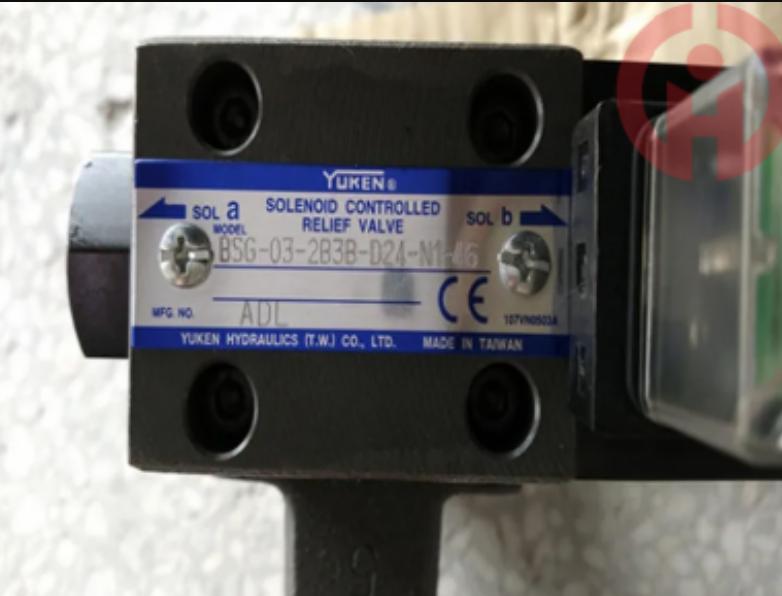 YUKEN®
SOL a SOLENOID CONTROLLED RELIEF VALVE SOL b
MODEL BSG-03-2B3B-D24-N1-46
MFG. NO. ADL CE 107VN0503A
YUKEN HYDRAULICS (T.W.) CO., LTD. MADE IN TAIWAN